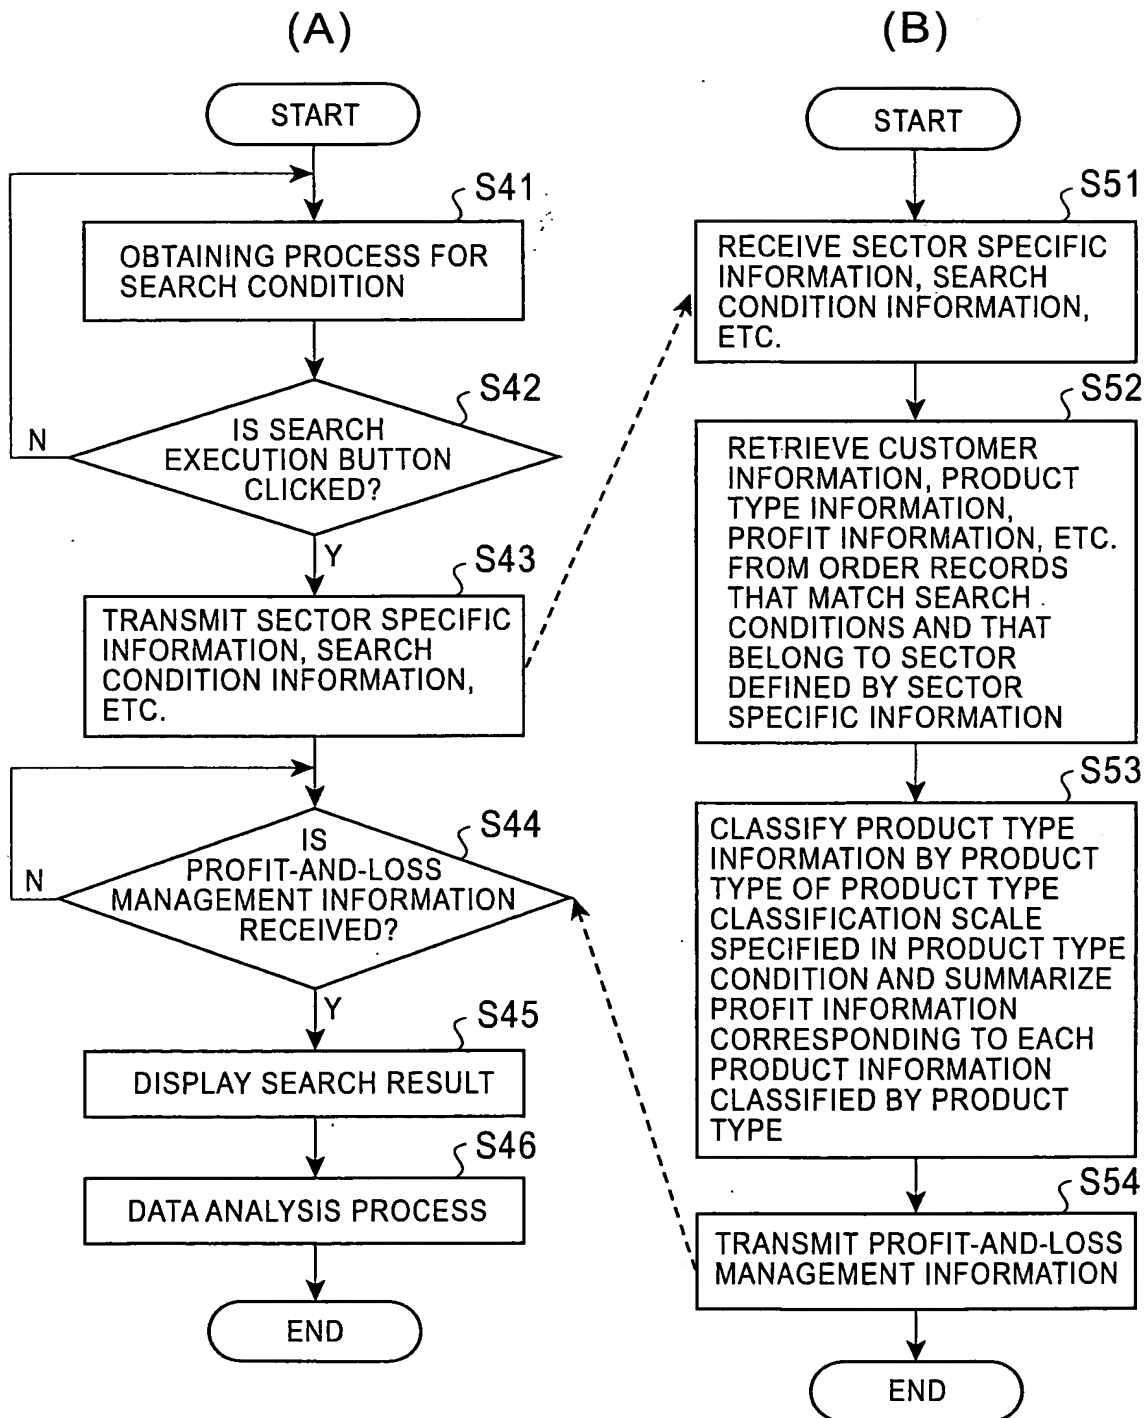 (A)
START
S41
OBTAINING PROCESS FOR
SEARCH CONDITION
S42
IS SEARCH
EXECUTION BUTTON
CLICKED?
N
Y
S43
TRANSMIT SECTOR SPECIFIC
INFORMATION, SEARCH
CONDITION INFORMATION,
ETC.
S44
IS
PROFIT-AND-LOSS
MANAGEMENT INFORMATION
RECEIVED?
N
Y
S45
DISPLAY SEARCH RESULT
S46
DATA ANALYSIS PROCESS
END
(B)
START
S51
RECEIVE SECTOR SPECIFIC
INFORMATION, SEARCH
CONDITION INFORMATION,
ETC.
S52
RETRIEVE CUSTOMER
INFORMATION, PRODUCT
TYPE INFORMATION,
PROFIT INFORMATION, ETC.
FROM ORDER RECORDS
THAT MATCH SEARCH
CONDITIONS AND THAT
BELONG TO SECTOR
DEFINED BY SECTOR
SPECIFIC INFORMATION
S53
CLASSIFY PRODUCT TYPE
INFORMATION BY PRODUCT
TYPE OF PRODUCT TYPE
CLASSIFICATION SCALE
SPECIFIED IN PRODUCT TYPE
CONDITION AND SUMMARIZE
PROFIT INFORMATION
CORRESPONDING TO EACH
PRODUCT INFORMATION
CLASSIFIED BY PRODUCT
TYPE
S54
TRANSMIT PROFIT-AND-LOSS
MANAGEMENT INFORMATION
END